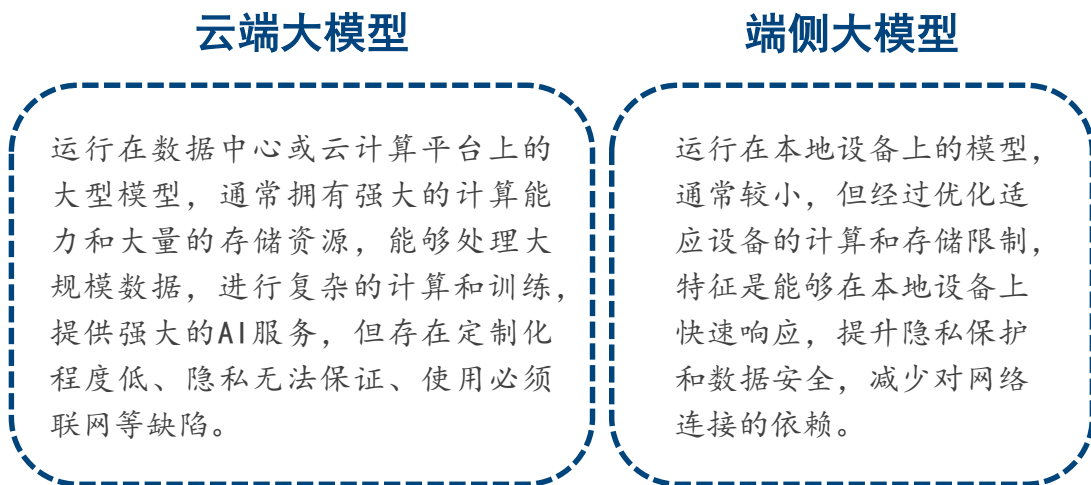 云端大模型
运行在数据中心或云计算平台上的
大型模型，通常拥有强大的计算能
力和大量的存储资源，能够处理大
规模数据，进行复杂的计算和训练，
提供强大的AI服务，但存在定制化
程度低、隐私无法保证、使用必须
联网等缺陷。
端侧大模型
运行在本地设备上的模型，
通常较小，但经过优化适
应设备的计算和存储限制，
特征是能够在本地设备上
快速响应，提升隐私保护
和数据安全，减少对网络
连接的依赖。